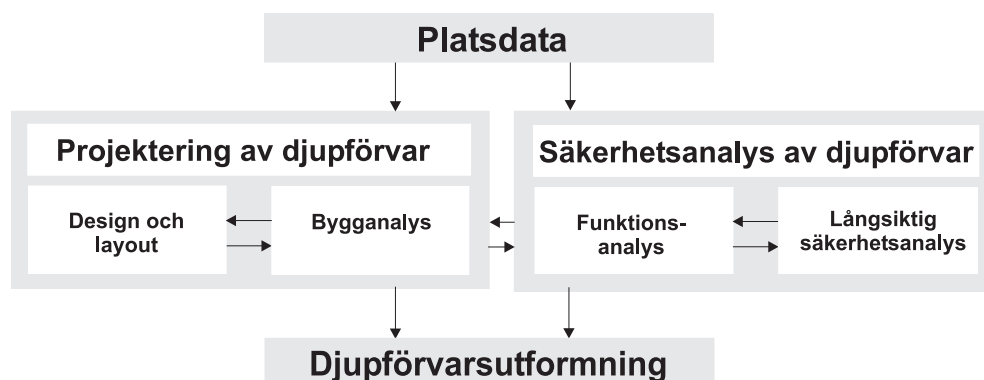 Platsdata
Projektering av djupförvar
Säkerhetsanalys av djupförvar
Design och
layout
Bygganalys
Funktions-
analys
Långsiktig
säkerhetsanalys
Djupförvarsutformning